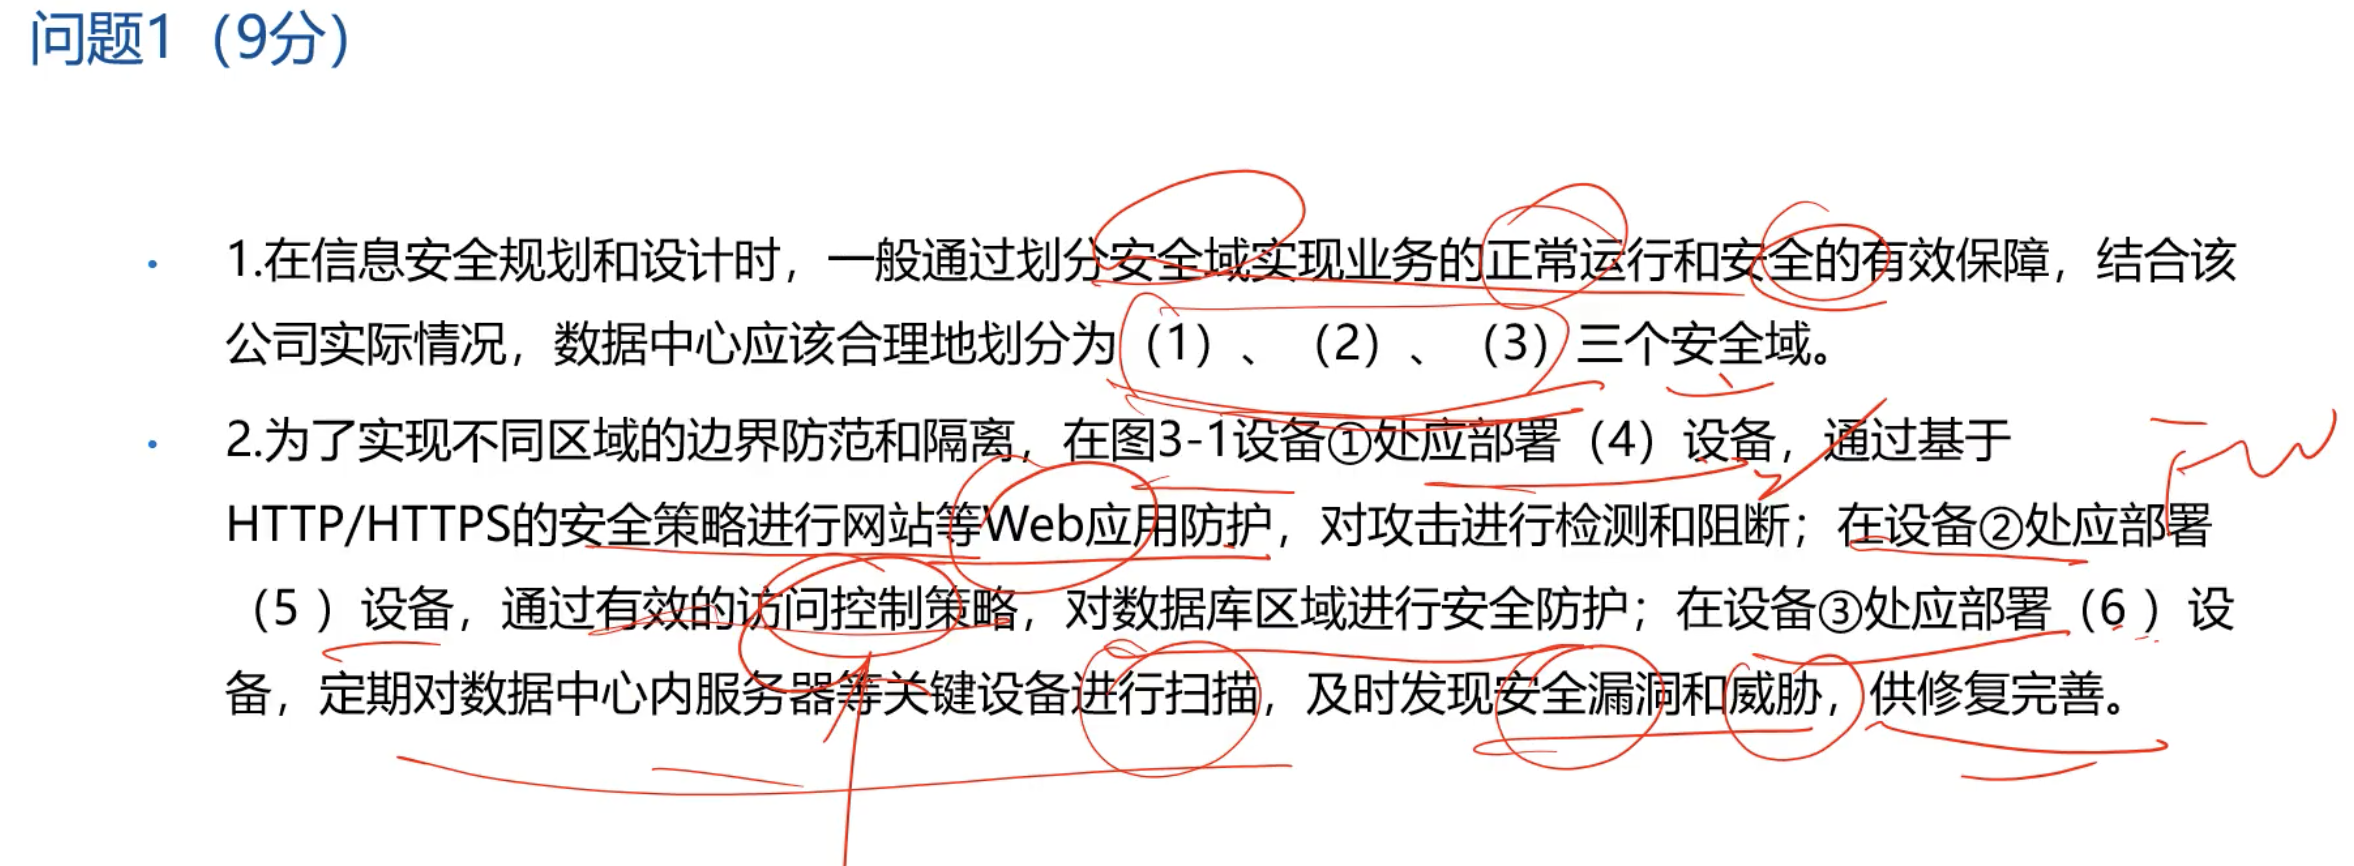 问题1（9分）
• 1.在信息安全规划和设计时，一般通过划分安全域实现业务的正常运行和安全的有效保障，结合该
公司实际情况，数据中心应该合理地划分为（1）、（2）、（3）三个安全域。
• 2.为了实现不同区域的边界防范和隔离，在图3-1设备①处应部署（4）设备，通过基于
HTTP/HTTPS的安全策略进行网站等Web应用防护，对攻击进行检测和阻断；在设备②处应部署
（5 ）设备，通过有效的访问控制策略，对数据库区域进行安全防护；在设备③处应部署（6 ）设
备，定期对数据中心内服务器等关键设备进行扫描，及时发现安全漏洞和威胁，供修复完善。